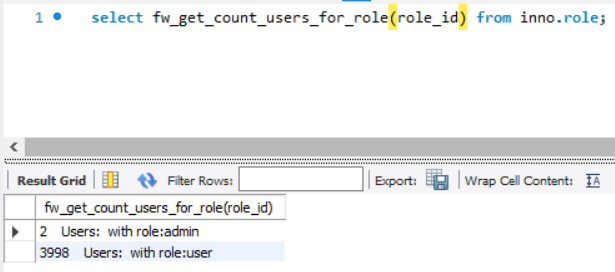 1 select fw_get_count_users_for_role(role_id) from inno.role;
Result Grid Filter Rows: Export: Wrap Cell Content:
fw_get_count_users_for_role(role_id)
2 Users: with role:admin
3998 Users: with role:user